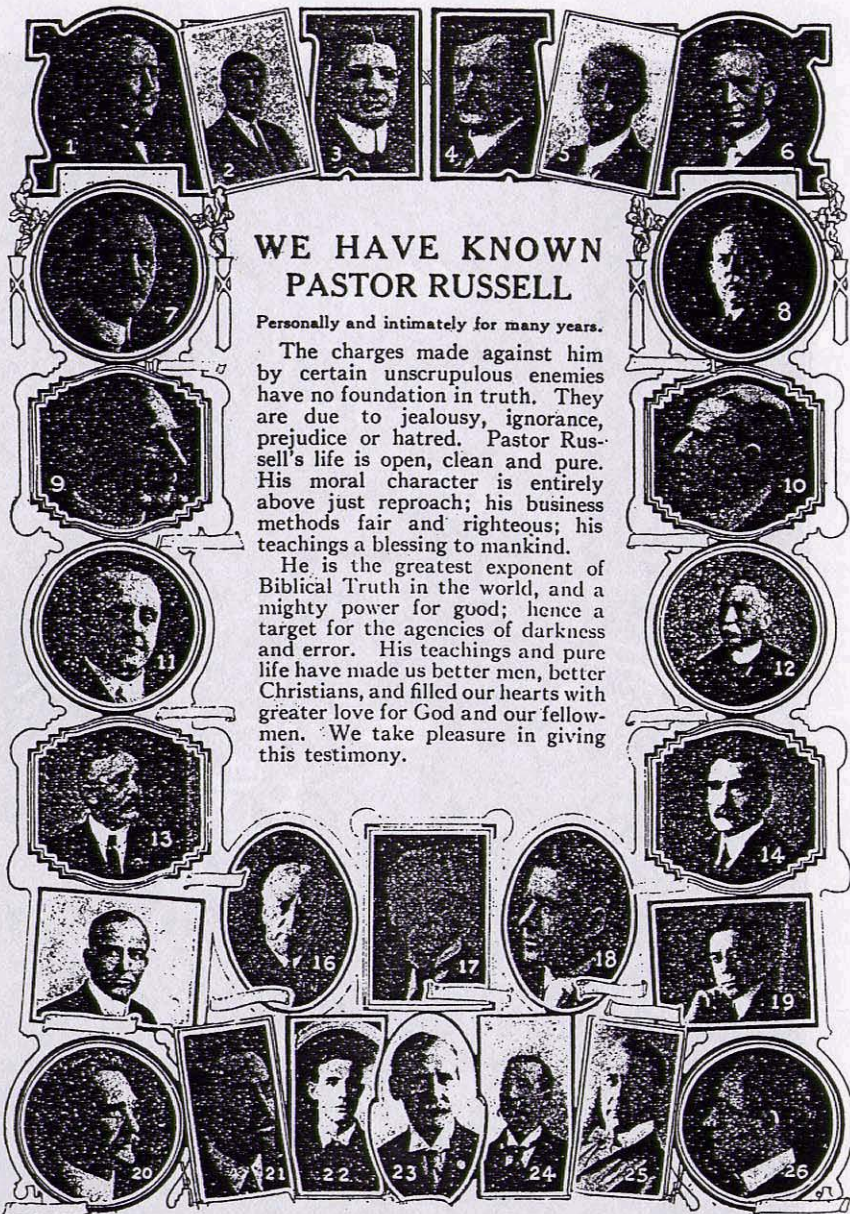 1
2
3
4
5
6
WE HAVE KNOWN
PASTOR RUSSELL
Personally and intimately for many years.
The charges made against him
by certain unscrupulous enemies
have no foundation in truth. They
are due to jealousy, ignorance,
prejudice or hatred. Pastor Rus-
sell's life is open, clean and pure.
His moral character is entirely
above just reproach; his business
methods fair and righteous; his
teachings a blessing to mankind.
He is the greatest exponent of
Biblical Truth in the world, and a
mighty power for good; hence a
target for the agencies of darkness
and error. His teachings and pure
life have made us better men, better
Christians, and filled our hearts with
greater love for God and our fellow-
men. We take pleasure in giving
this testimony.
7
8
9
10
11
12
13
14
16
17
18
19
20
21
22
23
24
25
26